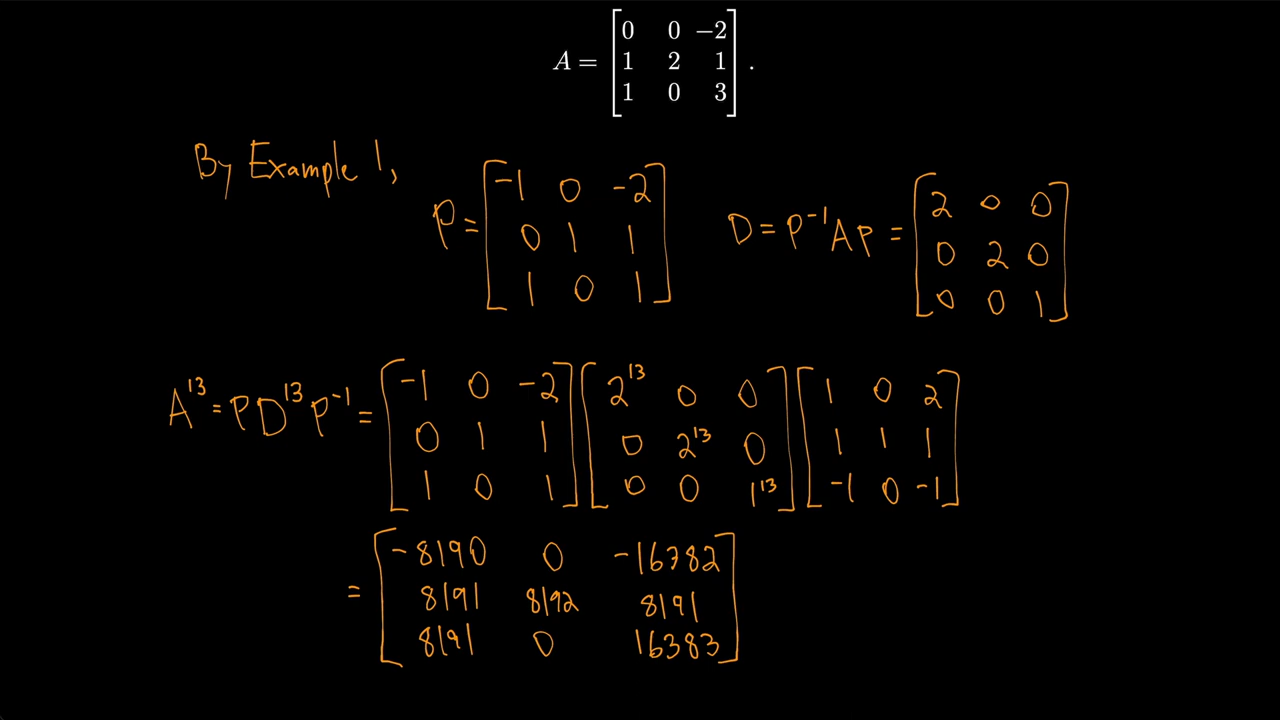 A = [0 0 −2
1 2 1
1 0 3].
By Example 1,
P = [-1 0 -2
0 1 1
1 0 1]
D = P⁻¹AP = [2 0 0
0 2 0
0 0 1]
A¹³ = PD¹³P⁻¹ = [-1 0 -2
0 1 1
1 0 1] [2¹³ 0 0
0 2¹³ 0
0 0 1¹³] [1 0 2
1 1 1
-1 0 -1]
= [-8190 0 -16382
8191 8192 8191
8191 0 16383]